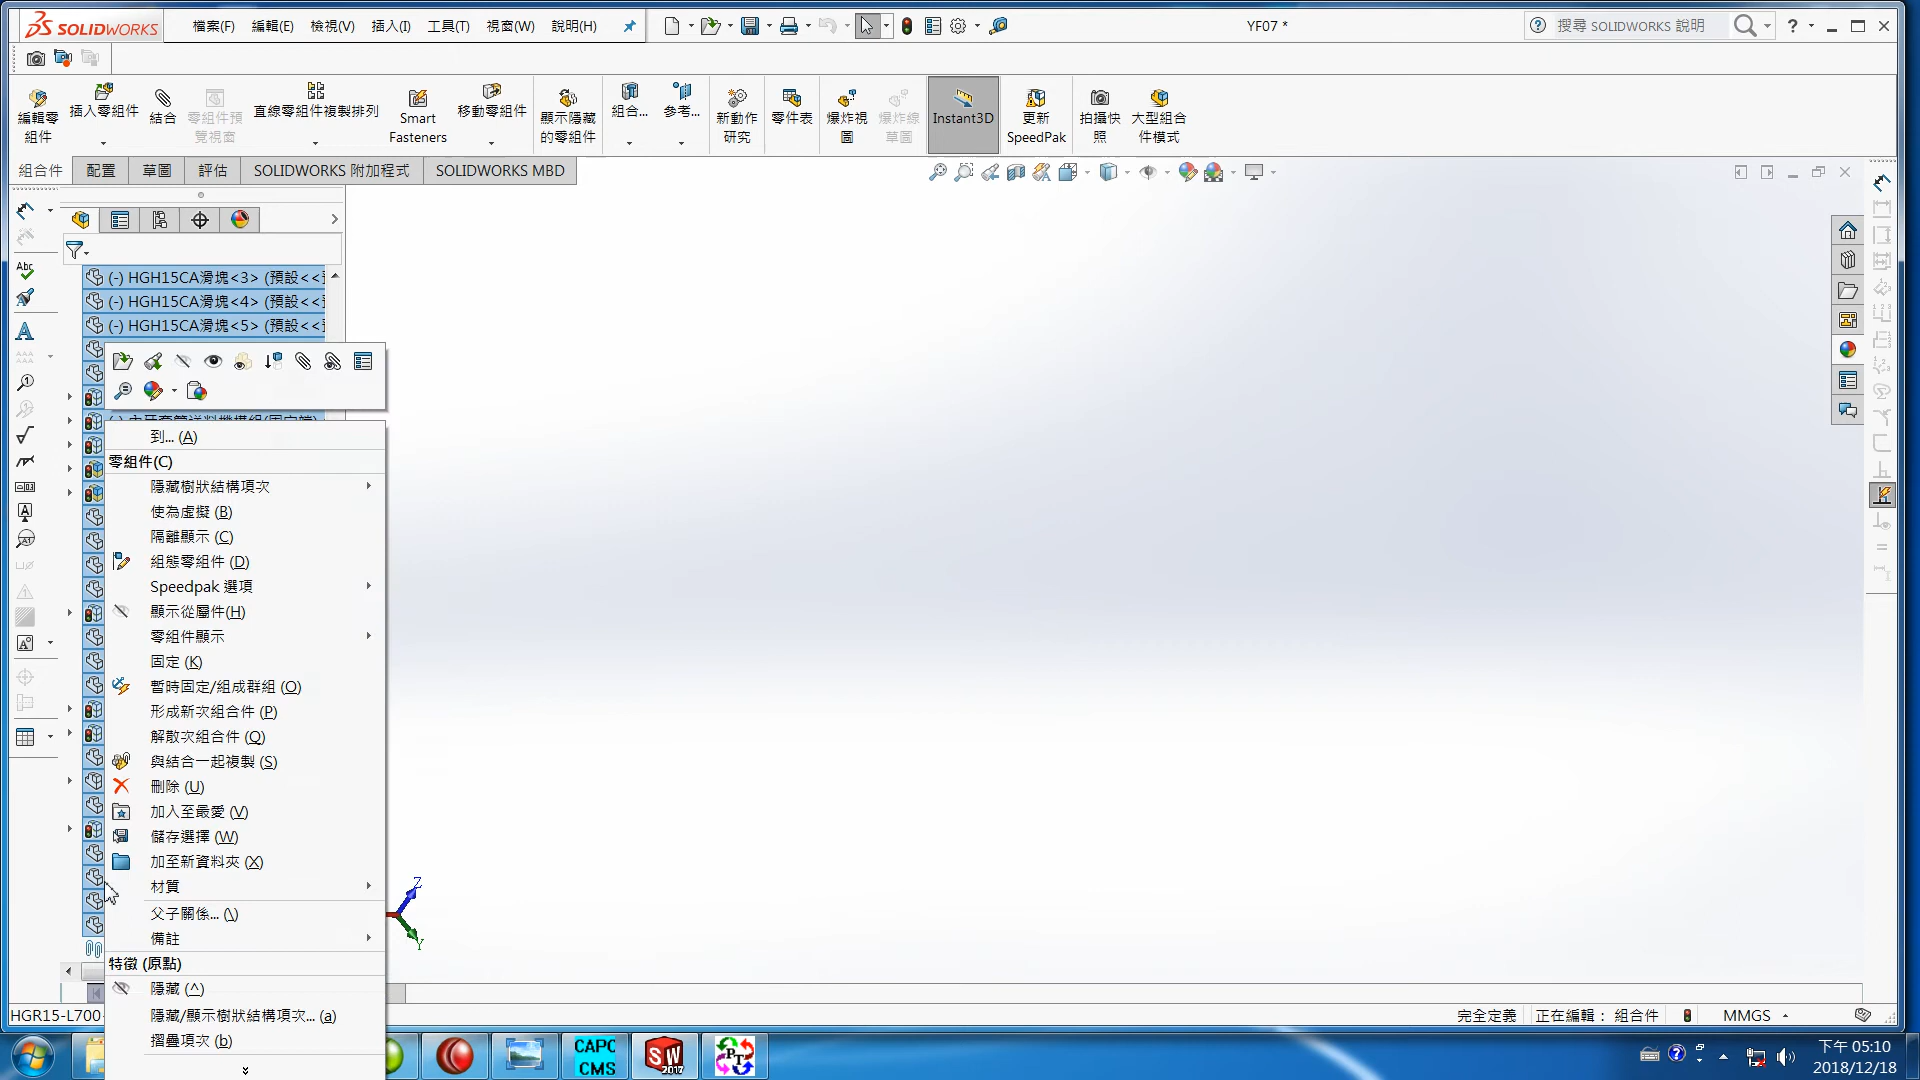 SOLIDWORKS
檔案(F) 編輯(E) 檢視(V) 插入(I) 工具(T) 視窗(W) 說明(H)
YF07 *
搜尋 SOLIDWORKS 說明
編輯零組件
插入零組件
結合
零組件預覽視窗
直線零組件複製排列
Smart Fasteners
移動零組件
顯示隱藏的零組件
組合...
參考...
新動作研究
零件表
爆炸視圖
爆炸線草圖
Instant3D
更新 SpeedPak
拍攝快照
大型組合件模式
組合件 配置 草圖 評估 SOLIDWORKS 附加程式 SOLIDWORKS MBD
(-) HGH15CA滑塊<3> (預設<<
(-) HGH15CA滑塊<4> (預設<<
(-) HGH15CA滑塊<5> (預設<<
到... (A)
零組件(C)
隱藏樹狀結構項次
使為虛擬 (B)
隔離顯示 (C)
組態零組件 (D)
Speedpak 選項
顯示從屬件(H)
零組件顯示
固定 (K)
暫時固定/組成群組 (O)
形成新次組合件 (P)
解散次組合件 (Q)
與結合一起複製 (S)
刪除 (U)
加入至最愛 (V)
儲存選擇 (W)
加至新資料夾 (X)
材質
父子關係... (\)
備註
特徵 (原點)
隱藏 (^)
隱藏/顯示樹狀結構項次... (a)
摺疊項次 (b)
Z
Y
HGR15-L700
完全定義 正在編輯： 組合件 MMGS
CAPC
CMS
SW
2017
PT
下午 05:10
2018/12/18